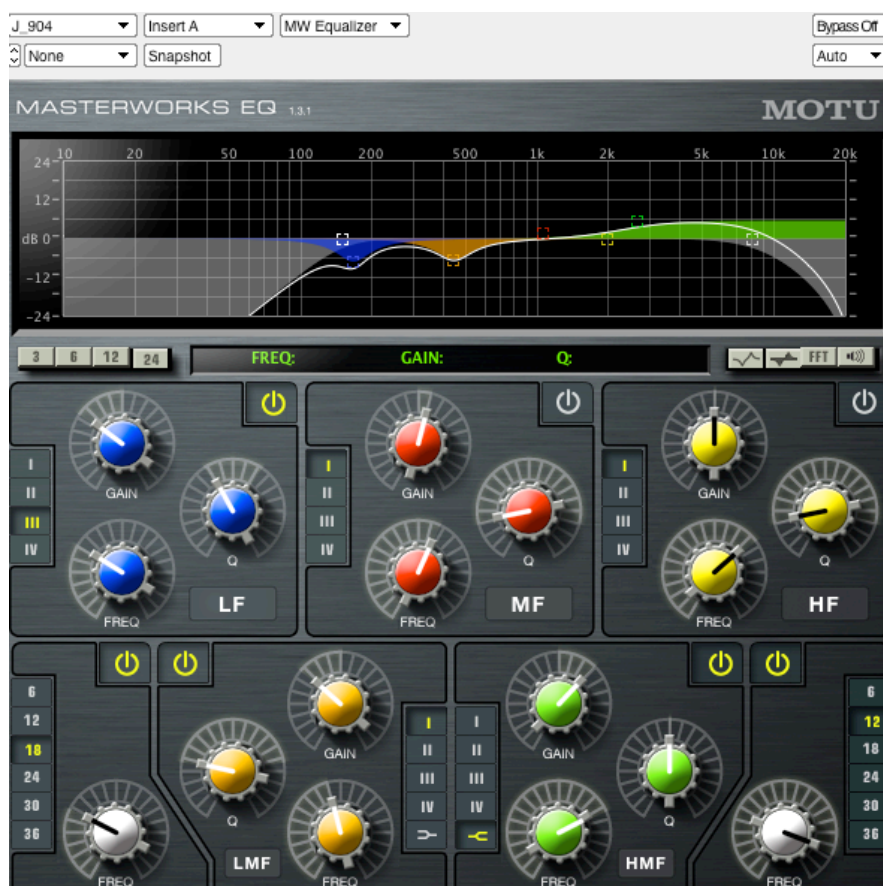 J_904 Insert A MW Equalizer Bypass Off
None Snapshot Auto
MASTERWORKS EQ 1.3.1 MOTU
10 20 50 100 200 500 1k 2k 5k 10k 20k
24
12
dB 0
-12
-24
3 6 12 24 FREQ: GAIN: Q: FFT
I GAIN I GAIN I GAIN
II II II
III III III
IV Q IV Q IV Q
FREQ LF FREQ MF FREQ HF
6 6
12 I I 12
18 GAIN II II GAIN 18
24 III III 24
30 Q IV IV Q 30
36 36
LMF HMF
FREQ FREQ FREQ FREQ